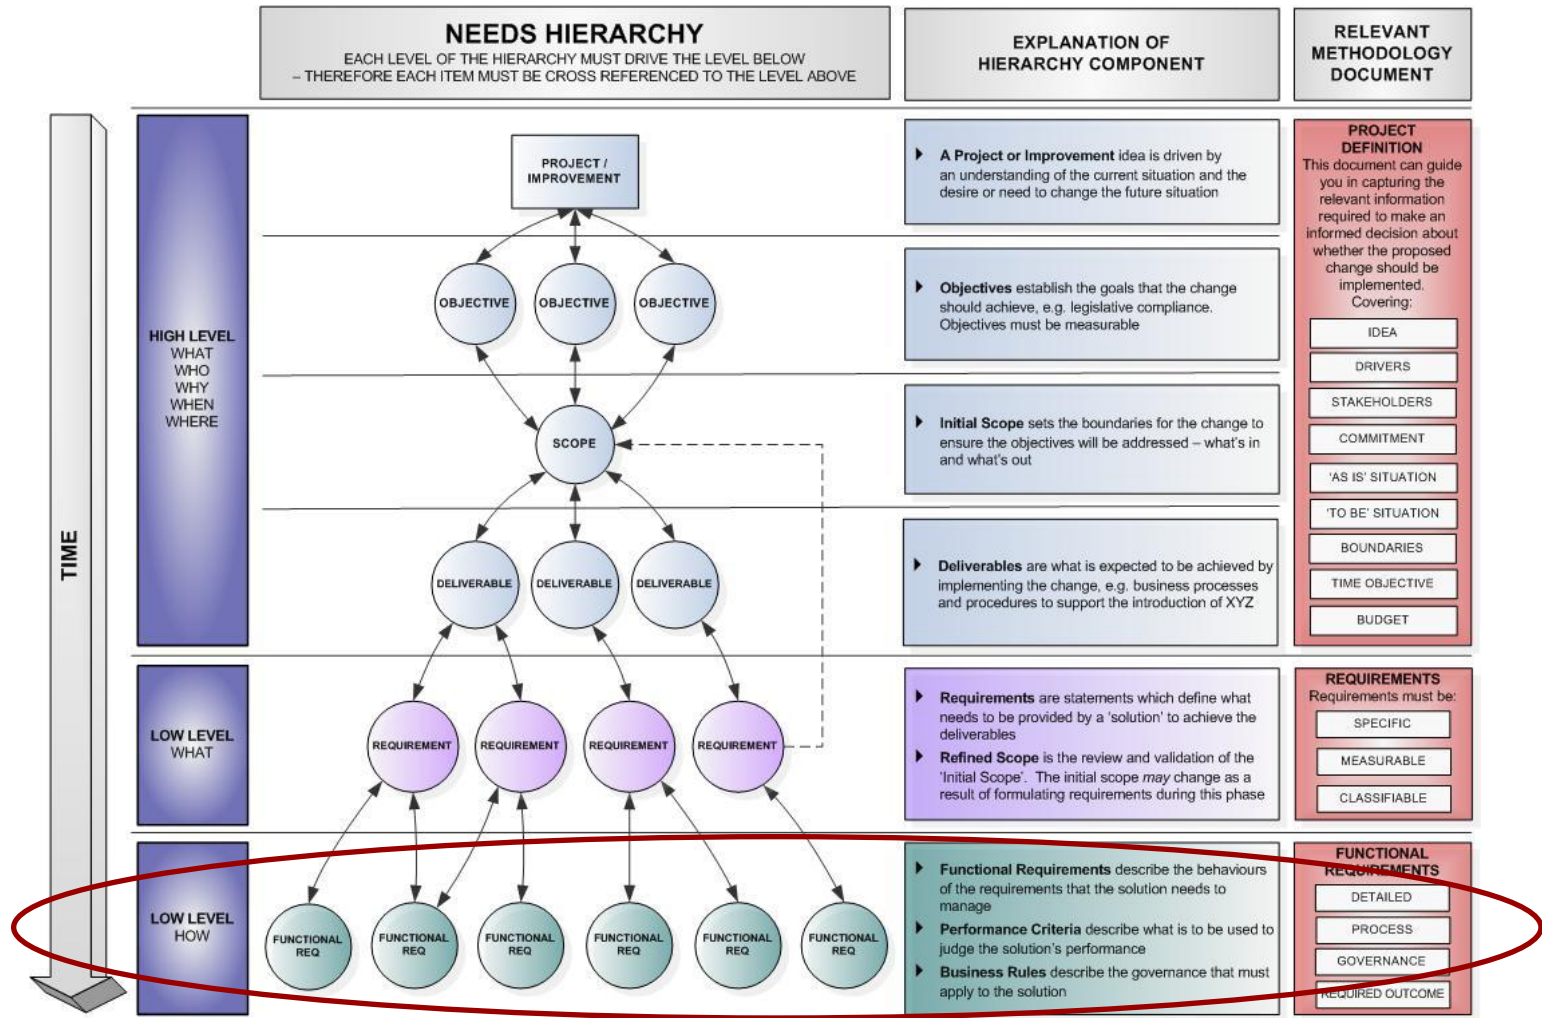 NEEDS HIERARCHY
EACH LEVEL OF THE HIERARCHY MUST DRIVE THE LEVEL BELOW
– THEREFORE EACH ITEM MUST BE CROSS REFERENCED TO THE LEVEL ABOVE
EXPLANATION OF
HIERARCHY COMPONENT
RELEVANT
METHODOLOGY
DOCUMENT
TIME
HIGH LEVEL
WHAT
WHO
WHY
WHEN
WHERE
PROJECT /
IMPROVEMENT
OBJECTIVE
OBJECTIVE
OBJECTIVE
SCOPE
DELIVERABLE
DELIVERABLE
DELIVERABLE
A Project or Improvement idea is driven by
an understanding of the current situation and the
desire or need to change the future situation
Objectives establish the goals that the change
should achieve, e.g. legislative compliance.
Objectives must be measurable
Initial Scope sets the boundaries for the change to
ensure the objectives will be addressed – what's in
and what's out
Deliverables are what is expected to be achieved by
implementing the change, e.g. business processes
and procedures to support the introduction of XYZ
PROJECT
DEFINITION
This document can guide
you in capturing the
relevant information
required to make an
informed decision about
whether the proposed
change should be
implemented.
Covering:
IDEA
DRIVERS
STAKEHOLDERS
COMMITMENT
'AS IS' SITUATION
'TO BE' SITUATION
BOUNDARIES
TIME OBJECTIVE
BUDGET
LOW LEVEL
WHAT
REQUIREMENT
REQUIREMENT
REQUIREMENT
REQUIREMENT
Requirements are statements which define what
needs to be provided by a 'solution' to achieve the
deliverables
Refined Scope is the review and validation of the
'Initial Scope'. The initial scope may change as a
result of formulating requirements during this phase
REQUIREMENTS
Requirements must be:
SPECIFIC
MEASURABLE
CLASSIFIABLE
LOW LEVEL
HOW
FUNCTIONAL
REQ
FUNCTIONAL
REQ
FUNCTIONAL
REQ
FUNCTIONAL
REQ
FUNCTIONAL
REQ
FUNCTIONAL
REQ
Functional Requirements describe the behaviours
of the requirements that the solution needs to
manage
Performance Criteria describe what is to be used to
judge the solution's performance
Business Rules describe the governance that must
apply to the solution
FUNCTIONAL
REQUIREMENTS
DETAILED
PROCESS
GOVERNANCE
REQUIRED OUTCOME